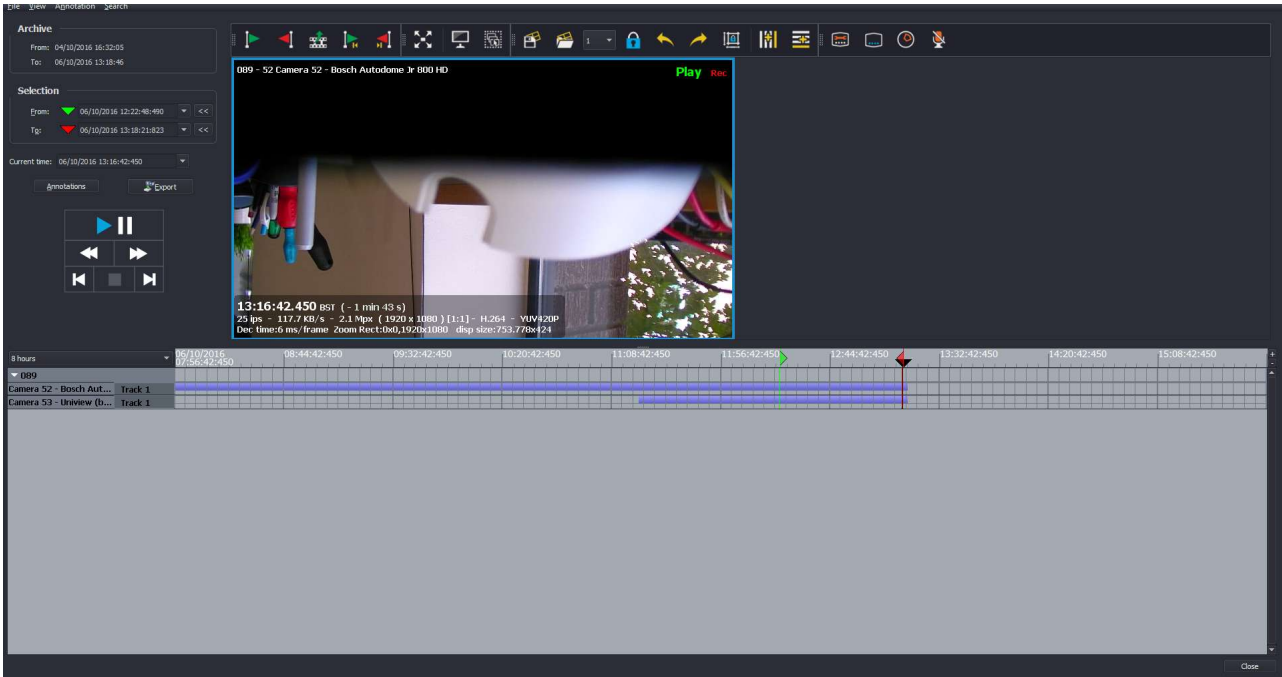 File View Annotation Search
Archive
From: 04/10/2016 16:32:05
To: 06/10/2016 13:18:46
Selection
From: 06/10/2016 12:22:48:490 <<
To: 06/10/2016 13:18:21:823 <<
Current time: 06/10/2016 13:16:42:450
Annotations Export
1
089 - 52 Camera 52 - Bosch Autodome Jr 800 HD Play Rec
13:16:42.450 BST ( - 1 min 43 s)
25 ips - 117.7 KB/s - 2.1 Mpx ( 1920 x 1080 ) [1:1] - H.264 - YUV420P
Dec time:6 ms/frame Zoom Rect:0x0,1920x1080 disp size:753.778x424
8 hours 06/10/2016 08:44:42:450 09:32:42:450 10:20:42:450 11:08:42:450 11:56:42:450 12:44:42:450 13:32:42:450 14:20:42:450 15:08:42:450 +
07:56:42:450 -
089
Camera 52 - Bosch Aut... Track 1
Camera 53 - Uniview (b... Track 1
Close